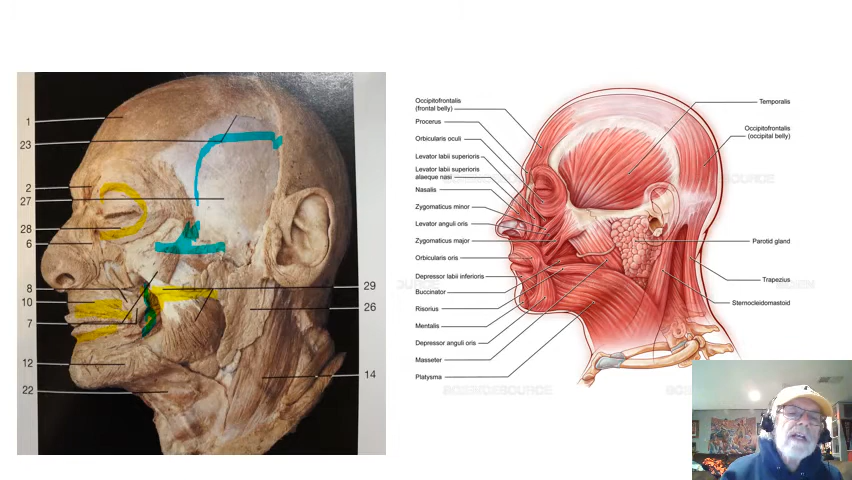 1
23
2
27
28
6
8
10
7
12
22
29
26
14
Occipitofrontalis
(frontal belly)
Procerus
Orbicularis oculi
Levator labii superioris
Levator labii superioris
alaeque nasi
Nasalis
Zygomaticus minor
Levator anguli oris
Zygomaticus major
Orbicularis oris
Depressor labii inferioris
Buccinator
Risorius
Mentalis
Depressor anguli oris
Masseter
Platysma
Temporalis
Occipitofrontalis
(occipital belly)
Parotid gland
Trapezius
Sternocleidomastoid
SCIENCESOURCE